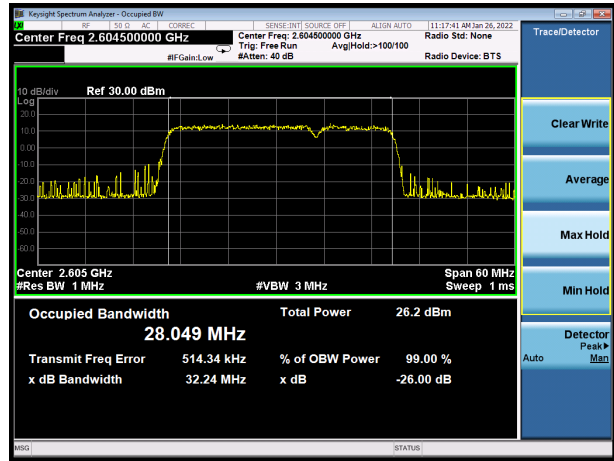 Keysight Spectrum Analyzer - Occupied BW
LXI RF 50 Ω AC CORREC SENSE:INT SOURCE OFF ALIGN AUTO 11:17:41 AM Jan 26, 2022
Center Freq 2.604500000 GHz Center Freq: 2.604500000 GHz Radio Std: None Trace/Detector
Trig: Free Run Avg|Hold:>100/100
#IFGain:Low #Atten: 40 dB Radio Device: BTS
10 dB/div Ref 30.00 dBm
Log
20.0
10.0
0.00
-10.0
-20.0
-30.0
-40.0
-50.0
-60.0
Center 2.605 GHz Span 60 MHz
#Res BW 1 MHz #VBW 3 MHz Sweep 1 ms
Occupied Bandwidth Total Power 26.2 dBm
28.049 MHz
Transmit Freq Error 514.34 kHz % of OBW Power 99.00 %
x dB Bandwidth 32.24 MHz x dB -26.00 dB
Clear Write
Average
Max Hold
Min Hold
Detector
Peak▶
Auto Man
MSG STATUS